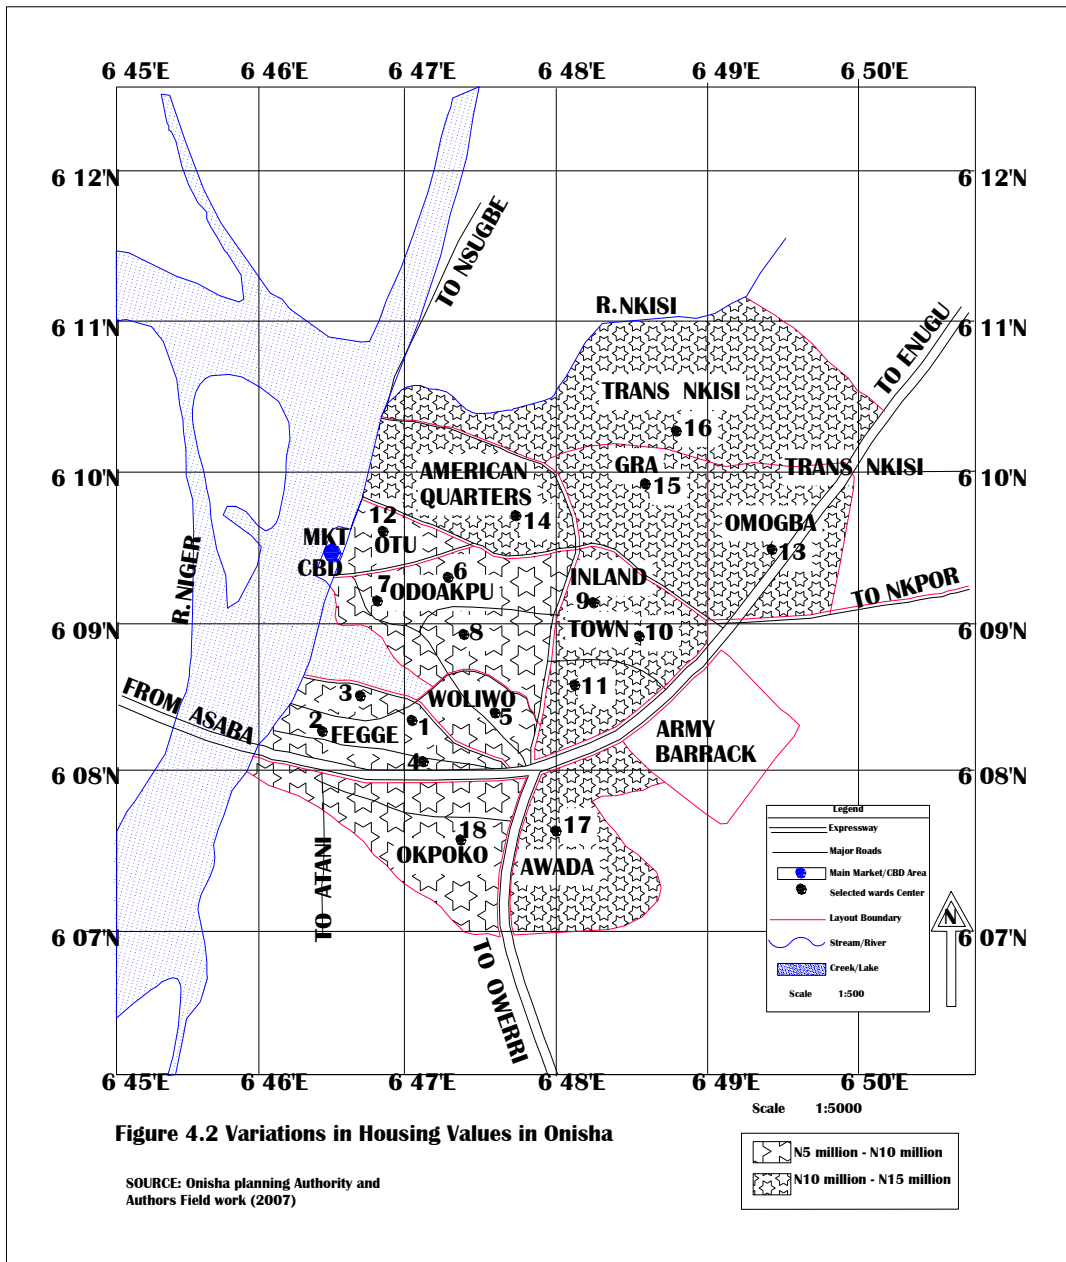 6 45'E
6 46'E
6 47'E
6 48'E
6 49'E
6 50'E
6 12'N
6 12'N
TO NSUGBE
R.NKISI
6 11'N
6 11'N
TO ENUGU
TRANS NKISI
16
GRA
15
6 10'N
TRANS NKISI
6 10'N
AMERICAN
QUARTERS
14
OMOGBA
13
12
OTU
MKT
CBD
R.NIGER
6
7
ODOAKPU
8
INLAND
9
TOWN
10
11
TO NKPOR
6 09'N
6 09'N
FROM ASABA
3
2
FEGGE
1
4
WOLIWO
5
ARMY
BARRACK
6 08'N
6 08'N
18
OKPOKO
17
AWADA
TO ATANI
TO OWERRI
6 07'N
6 07'N
Legend
Expressway
Major Roads
Main Market/CBD Area
Selected wards Center
Layout Boundary
Stream/River
Creek/Lake
Scale 1:500
N
6 45'E
6 46'E
6 47'E
6 48'E
6 49'E
6 50'E
Scale 1:5000
Figure 4.2 Variations in Housing Values in Onisha
SOURCE: Onisha planning Authority and
Authors Field work (2007)
N5 million - N10 million
N10 million - N15 million